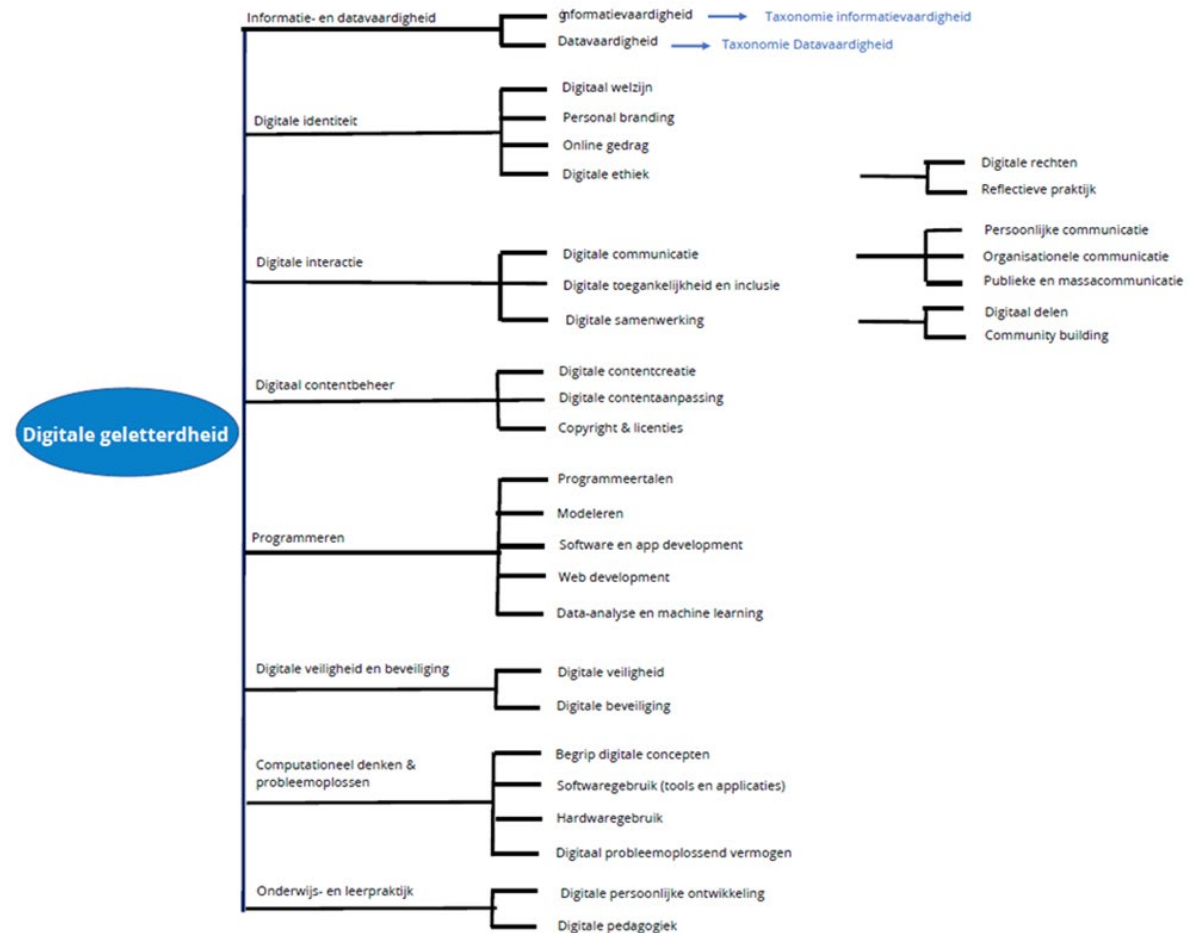 Informatie- en datavaardigheid
Informatievaardigheid
Taxonomie informatievaardigheid
Datavaardigheid
Taxonomie Datavaardigheid
Digitale identiteit
Digitaal welzijn
Personal branding
Online gedrag
Digitale ethiek
Digitale rechten
Reflectieve praktijk
Digitale interactie
Digitale communicatie
Persoonlijke communicatie
Organisationele communicatie
Publieke en massacommunicatie
Digitale toegankelijkheid en inclusie
Digitale samenwerking
Digitaal delen
Community building
Digitaal contentbeheer
Digitale contentcreatie
Digitale contentaanpassing
Copyright & licenties
Digitale geletterdheid
Programmeren
Programmeertalen
Modeleren
Software en app development
Web development
Data-analyse en machine learning
Digitale veiligheid en beveiliging
Digitale veiligheid
Digitale beveiliging
Computationeel denken &
probleemoplossen
Begrip digitale concepten
Softwaregebruik (tools en applicaties)
Hardwaregebruik
Digitaal probleemoplossend vermogen
Onderwijs- en leerpraktijk
Digitale persoonlijke ontwikkeling
Digitale pedagogiek